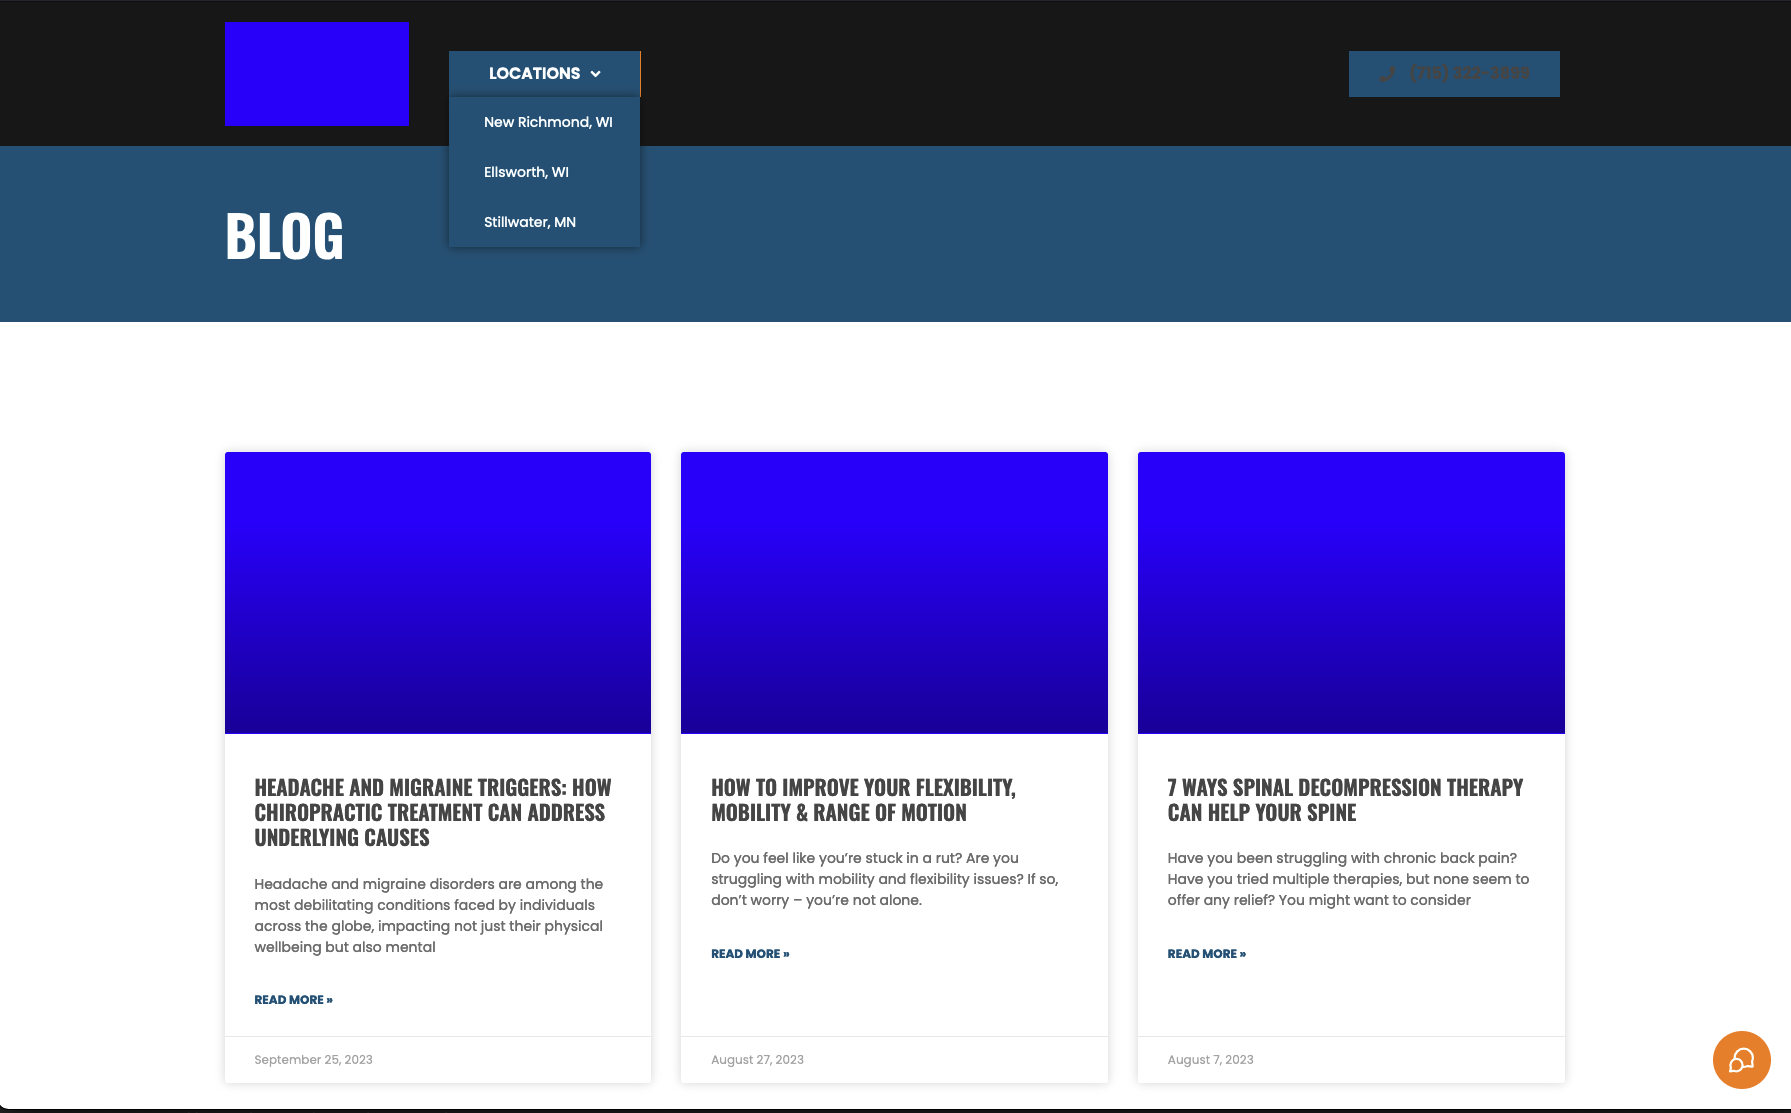 LOCATIONS
New Richmond, WI
Ellsworth, WI
Stillwater, MN
BLOG
HEADACHE AND MIGRAINE TRIGGERS: HOW
CHIROPRACTIC TREATMENT CAN ADDRESS
UNDERLYING CAUSES
Headache and migraine disorders are among the
most debilitating conditions faced by individuals
across the globe, impacting not just their physical
wellbeing but also mental
READ MORE »
September 25, 2023
HOW TO IMPROVE YOUR FLEXIBILITY,
MOBILITY & RANGE OF MOTION
Do you feel like you’re stuck in a rut? Are you
struggling with mobility and flexibility issues? If so,
don’t worry – you’re not alone.
READ MORE »
August 27, 2023
7 WAYS SPINAL DECOMPRESSION THERAPY
CAN HELP YOUR SPINE
Have you been struggling with chronic back pain?
Have you tried multiple therapies, but none seem to
offer any relief? You might want to consider
READ MORE »
August 7, 2023